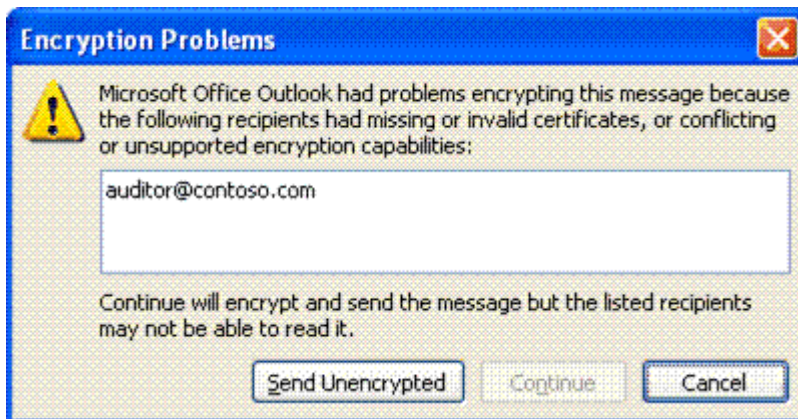 Encryption Problems
Microsoft Office Outlook had problems encrypting this message because
the following recipients had missing or invalid certificates, or conflicting
or unsupported encryption capabilities:
auditor@contoso.com
Continue will encrypt and send the message but the listed recipients
may not be able to read it.
Send Unencrypted Continue Cancel